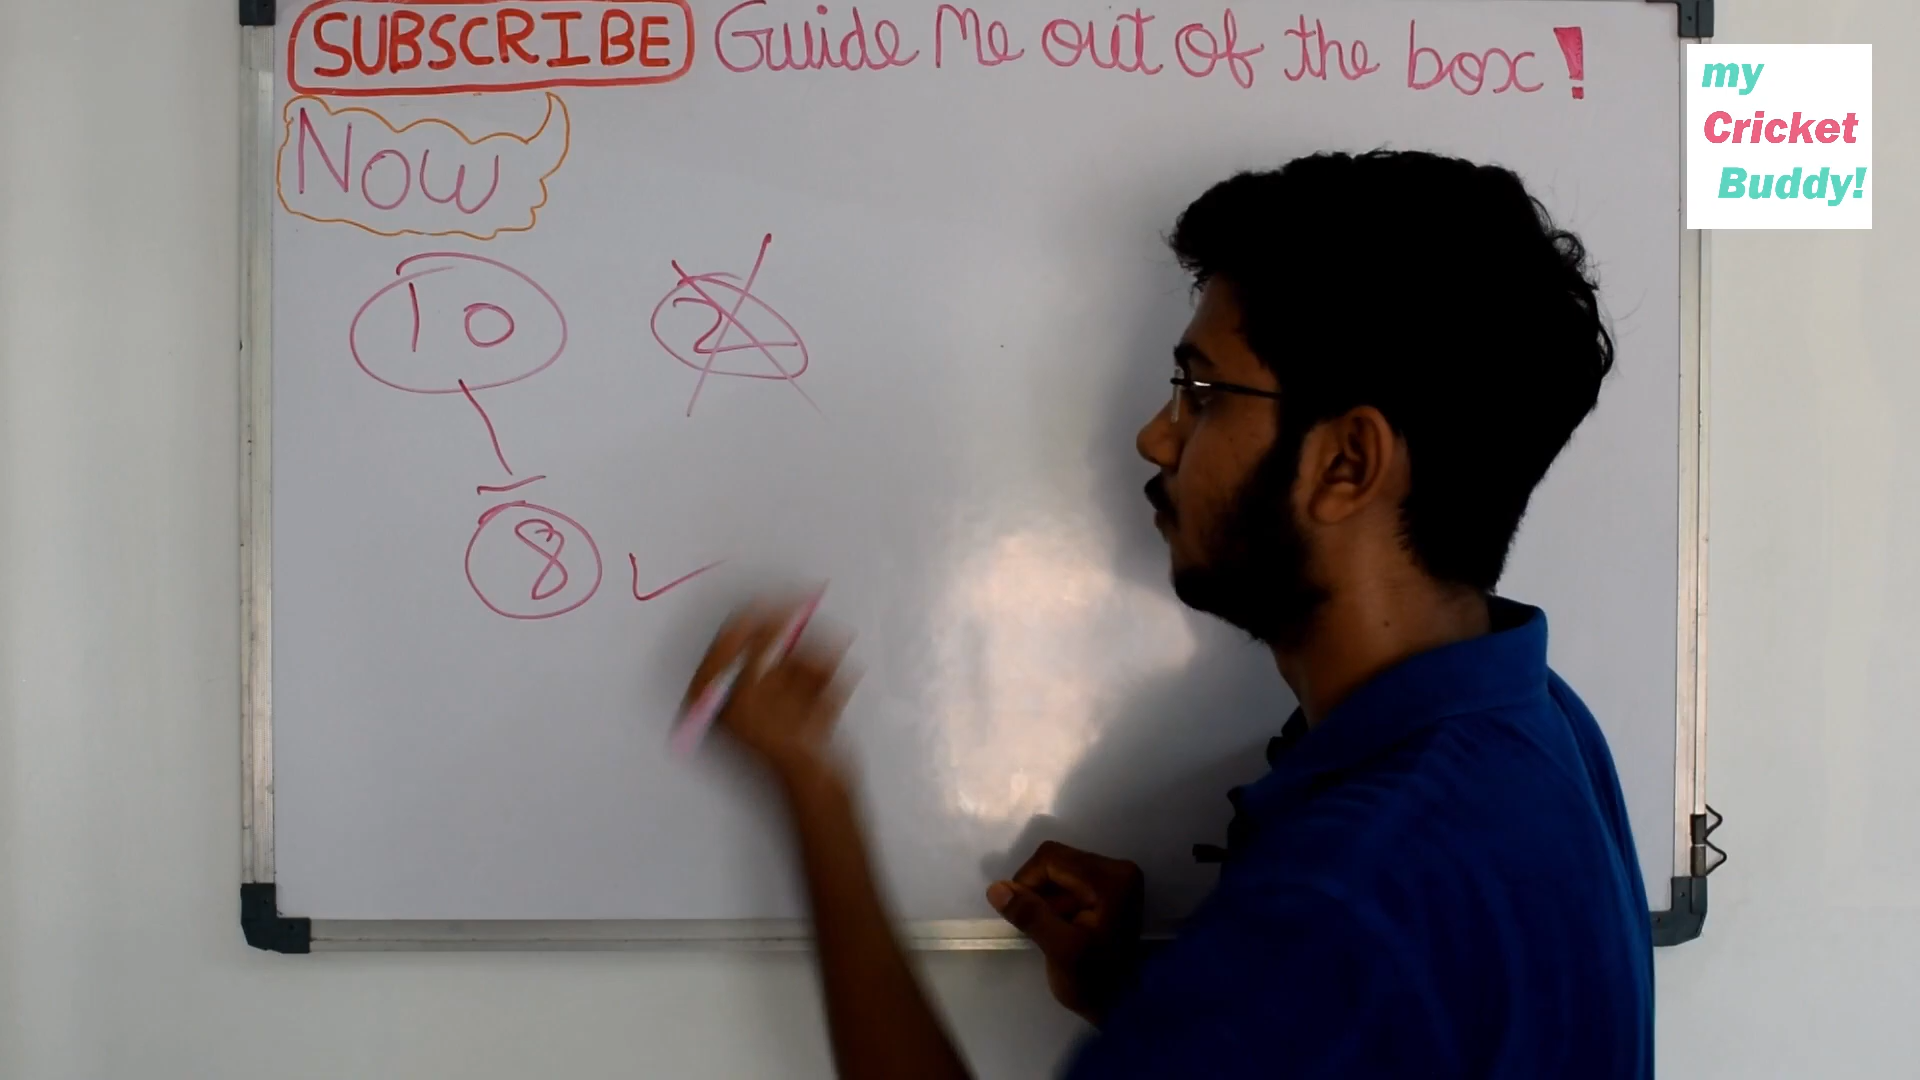 SUBSCRIBE Guide Me out of the box!
Now
my
Cricket
Buddy!
10 2
8